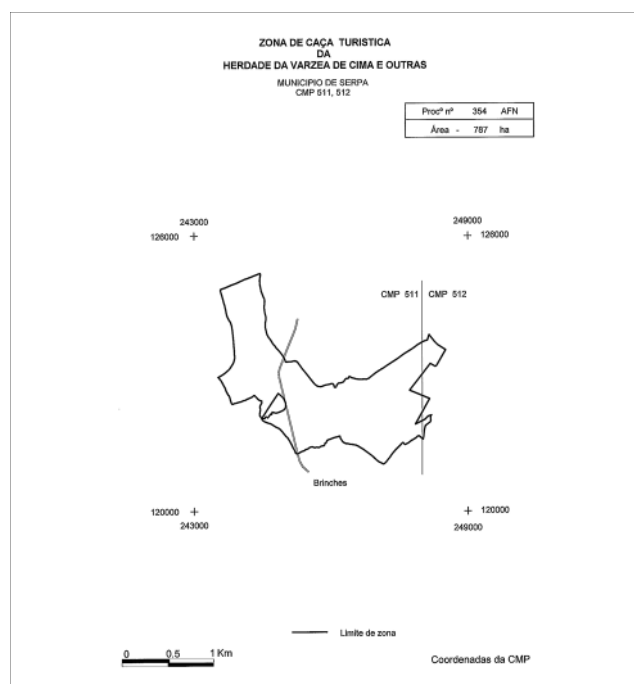 ZONA DE CAÇA TURISTICA
DA
HERDADE DA VARZEA DE CIMA E OUTRAS
MUNICIPIO DE SERPA
CMP 511, 512
Procº nº 354 AFN
Área - 787 ha
243000
126000
249000
126000
CMP 511
CMP 512
Brinches
120000
243000
120000
249000
Limite de zona
0 0.5 1 Km
Coordenadas da CMP